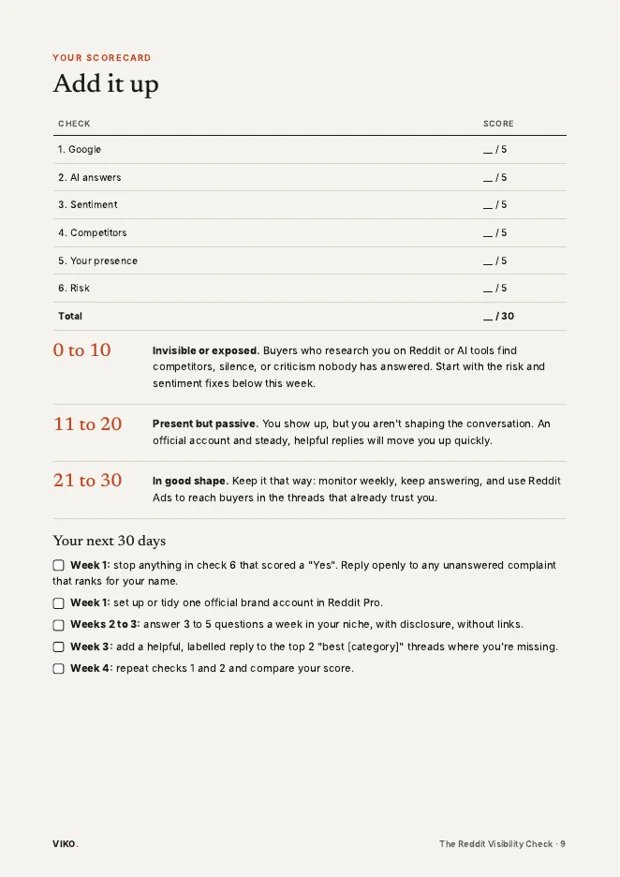 YOUR SCORECARD
Add it up
CHECK SCORE
1. Google __ / 5
2. AI answers __ / 5
3. Sentiment __ / 5
4. Competitors __ / 5
5. Your presence __ / 5
6. Risk __ / 5
Total __ / 30
0 to 10
Invisible or exposed. Buyers who research you on Reddit or AI tools find
competitors, silence, or criticism nobody has answered. Start with the risk and
sentiment fixes below this week.
11 to 20
Present but passive. You show up, but you aren't shaping the conversation. An
official account and steady, helpful replies will move you up quickly.
21 to 30
In good shape. Keep it that way: monitor weekly, keep answering, and use Reddit
Ads to reach buyers in the threads that already trust you.
Your next 30 days
Week 1: stop anything in check 6 that scored a "Yes". Reply openly to any unanswered complaint
that ranks for your name.
Week 1: set up or tidy one official brand account in Reddit Pro.
Weeks 2 to 3: answer 3 to 5 questions a week in your niche, with disclosure, without links.
Week 3: add a helpful, labelled reply to the top 2 "best [category]" threads where you're missing.
Week 4: repeat checks 1 and 2 and compare your score.
VIKO.
The Reddit Visibility Check · 9